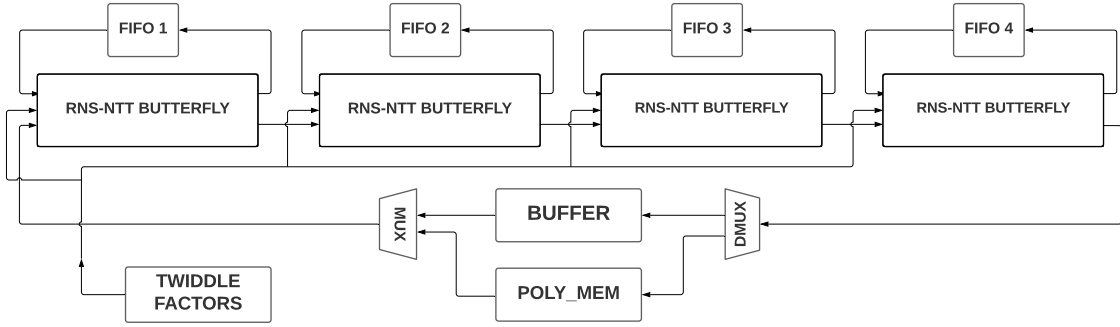 FIFO 1
FIFO 2
FIFO 3
FIFO 4
RNS-NTT BUTTERFLY
RNS-NTT BUTTERFLY
RNS-NTT BUTTERFLY
RNS-NTT BUTTERFLY
MUX
BUFFER
DMUX
TWIDDLE
FACTORS
POLY_MEM